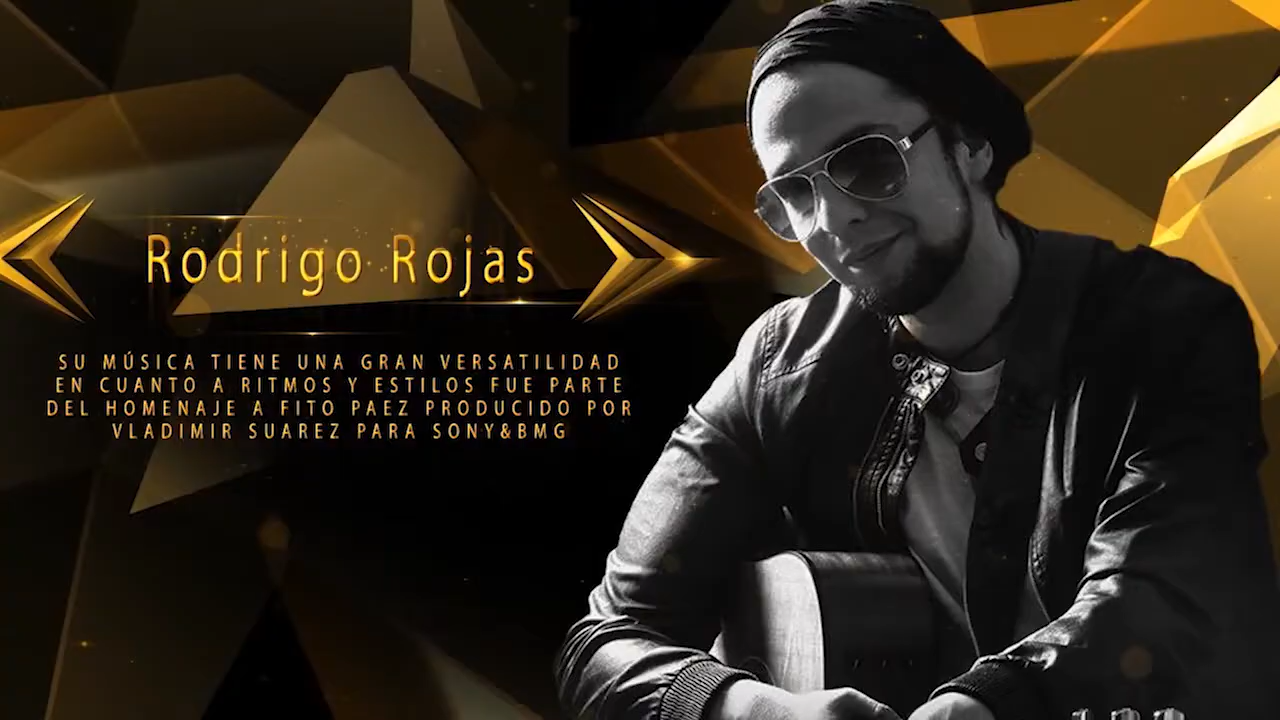 Rodrigo Rojas
SU MÚSICA TIENE UNA GRAN VERSATILIDAD
EN CUANTO A RITMOS Y ESTILOS FUE PARTE
DEL HOMENAJE A FITO PAEZ PRODUCIDO POR
VLADIMIR SUAREZ PARA SONY&BMG